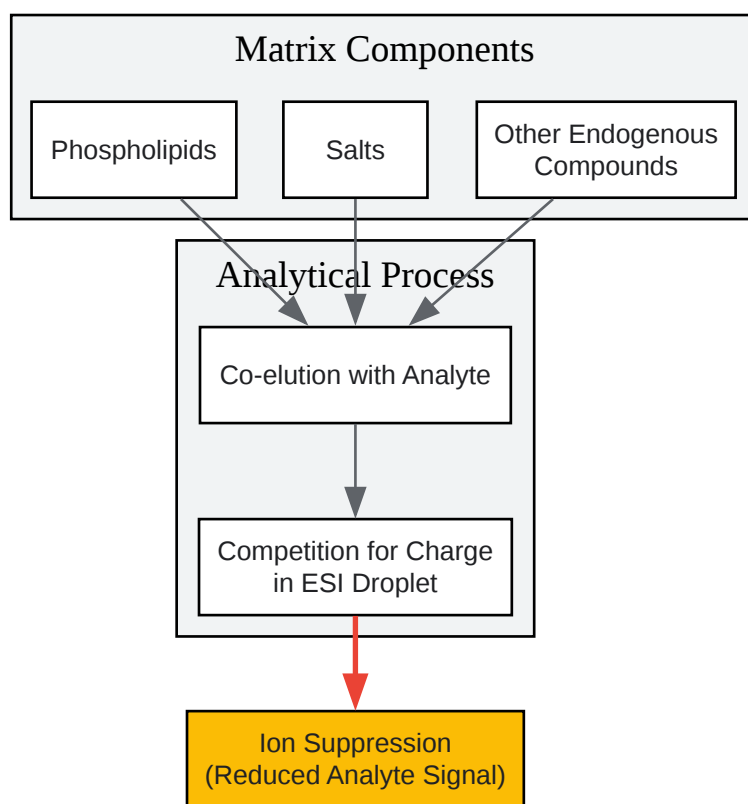 Matrix Components
Phospholipids
Salts
Other Endogenous
Compounds
Analytical Process
Co-elution with Analyte
Competition for Charge
in ESI Droplet
Ion Suppression
(Reduced Analyte Signal)